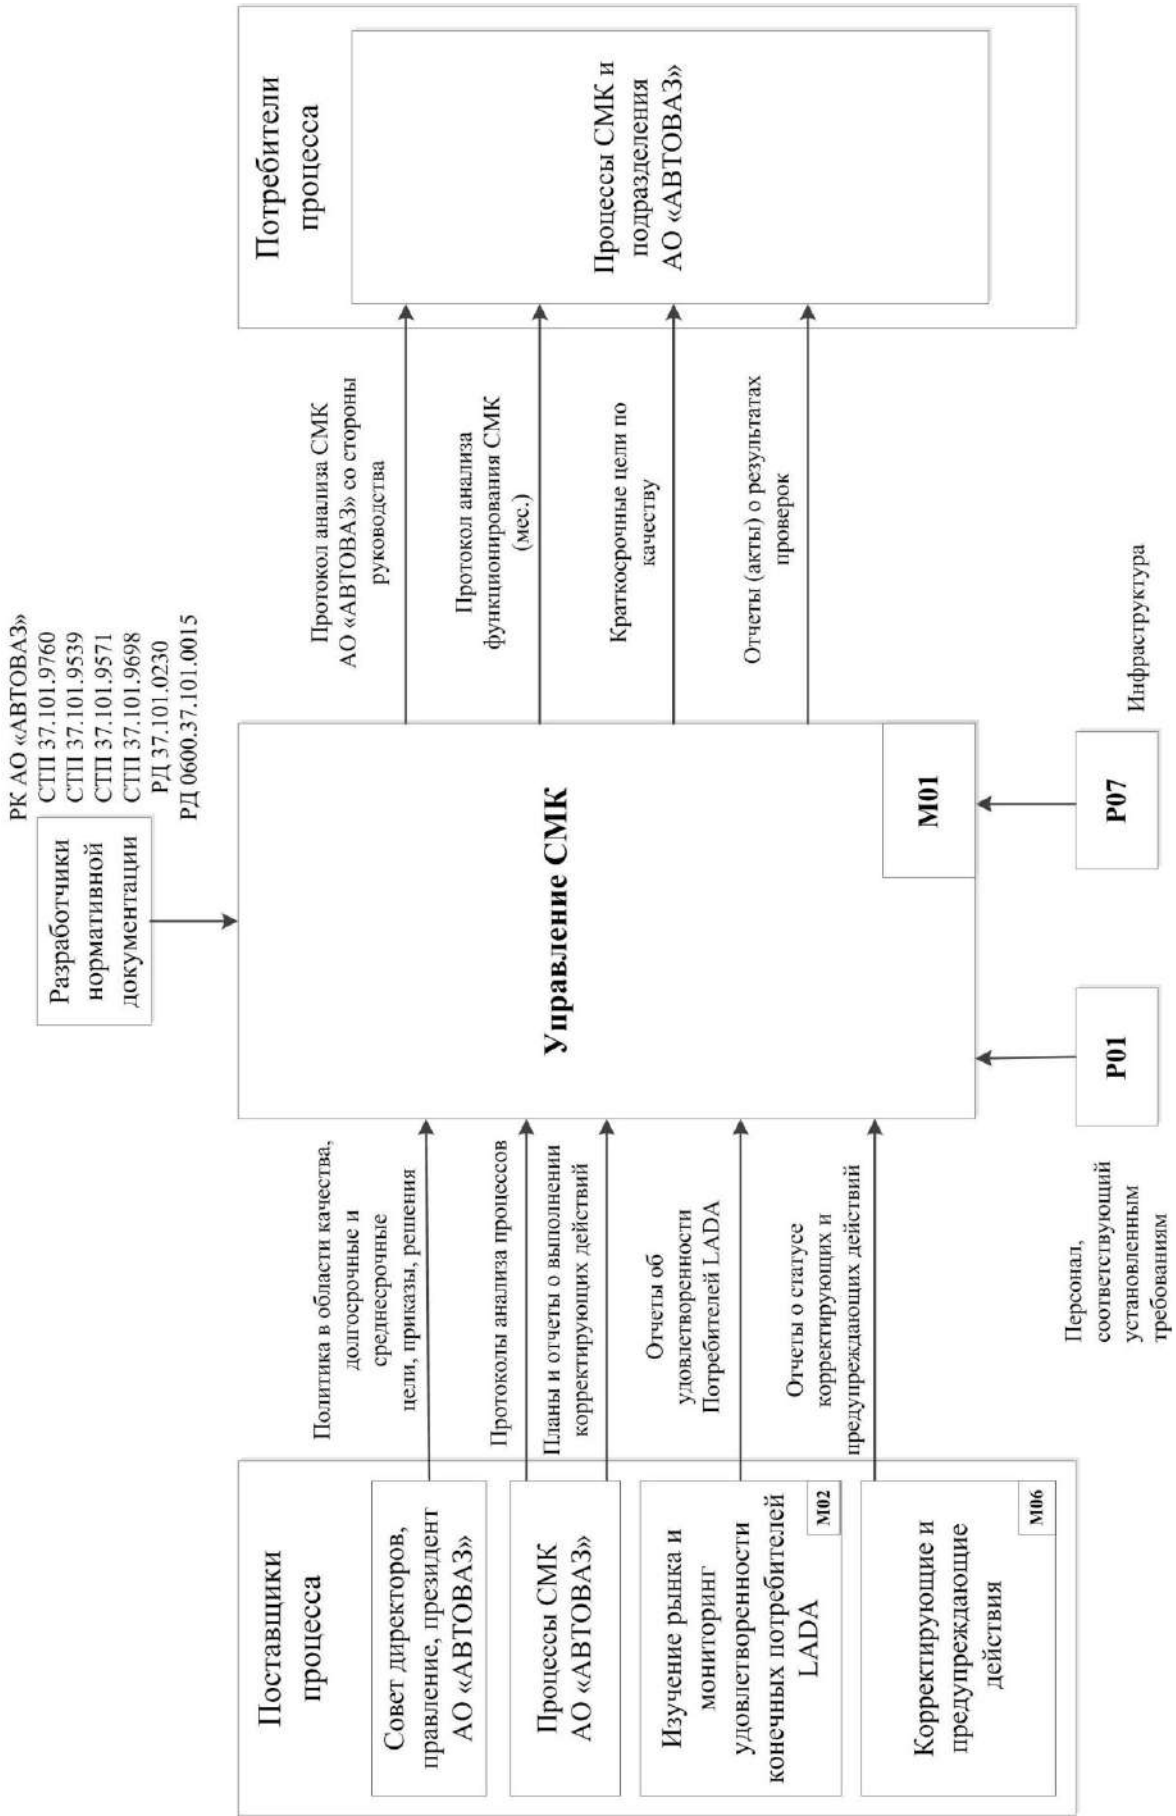 РК АО «АВТОВАЗ»
СТП 37.101.9760
СТП 37.101.9539
СТП 37.101.9571
СТП 37.101.9698
РД 37.101.0230
РД 0600.37.101.0015
Разработчики
нормативной
документации
Поставщики
процесса
Совет директоров,
правление, президент
АО «АВТОВАЗ»
Процессы СМК
АО «АВТОВАЗ»
Изучение рынка и
мониторинг
удовлетворенности
конечных потребителей
LADA
М02
Корректирующие и
предупреждающие
действия
М06
Политика в области качества,
долгосрочные и
среднесрочные
цели, приказы, решения
Протоколы анализа процессов
Планы и отчеты о выполнении
корректирующих действий
Отчеты об
удовлетворенности
Потребителей LADA
Отчеты о статусе
корректирующих и
предупреждающих действий
Управление СМК
М01
Протокол анализа СМК
АО «АВТОВАЗ» со стороны
руководства
Протокол анализа
функционирования СМК
(мес.)
Краткосрочные цели по
качеству
Отчеты (акты) о результатах
проверок
Потребители
процесса
Процессы СМК и
подразделения
АО «АВТОВАЗ»
Персонал,
соответствующий
установленным
требованиям
Р01
Р07
Инфраструктура